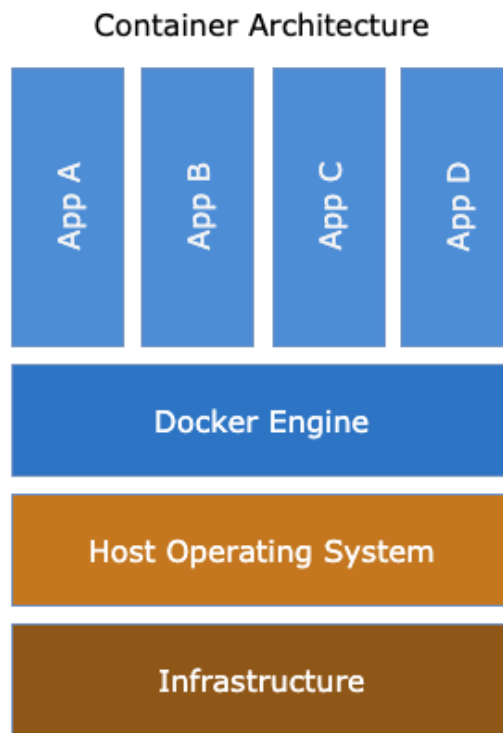 Container Architecture
App A
App B
App C
App D
Docker Engine
Host Operating System
Infrastructure